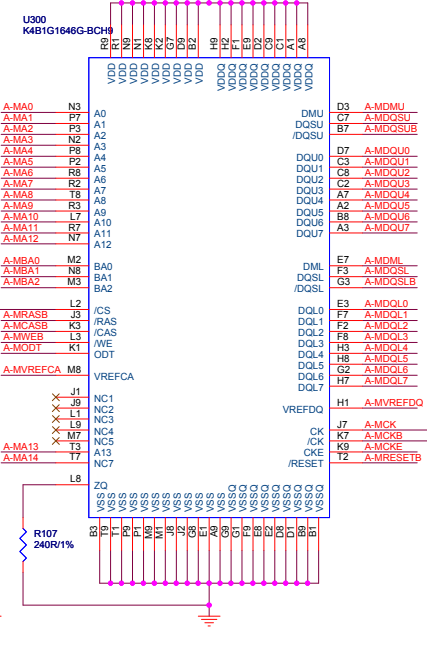 U300
K4B1G1646G-BCH9
R9 R1 N9 N1 K8 K2 G7 D9 B2 H9 H2 F1 E9 D2 C9 C1 A1 A8
VDD VDD VDD VDD VDD VDD VDD VDD VDD VDDQ VDDQ VDDQ VDDQ VDDQ VDDQ VDDQ VDDQ VDDQ
A-MA0 N3 A0
A-MA1 P7 A1
A-MA2 P3 A2
A-MA3 N2 A3
A-MA4 P8 A4
A-MA5 P2 A5
A-MA6 R8 A6
A-MA7 R2 A7
A-MA8 T8 A8
A-MA9 R3 A9
A-MA10 L7 A10
A-MA11 R7 A11
A-MA12 N7 A12
A-MBA0 M2 BA0
A-MBA1 N8 BA1
A-MBA2 M3 BA2
L2 /CS
A-MRASB J3 /RAS
A-MCASB K3 /CAS
A-MWEB L3 /WE
A-MODT K1 ODT
A-MVREFCA M8 VREFCA
J1 NC1
J9 NC2
L1 NC3
L9 NC4
M7 NC5
A-MA13 T3 A13
A-MA14 T7 NC7
L8 ZQ
DMU D3 A-MDMU
DQSU C7 A-MDQSU
/DQSU B7 A-MDQSUB
DQU0 D7 A-MDQU0
DQU1 C3 A-MDQU1
DQU2 C8 A-MDQU2
DQU3 C2 A-MDQU3
DQU4 A7 A-MDQU4
DQU5 A2 A-MDQU5
DQU6 B8 A-MDQU6
DQU7 A3 A-MDQU7
DML E7 A-MDML
DQSL F3 A-MDQSL
/DQSL G3 A-MDQSLB
DQL0 E3 A-MDQL0
DQL1 F7 A-MDQL1
DQL2 F2 A-MDQL2
DQL3 F8 A-MDQL3
DQL4 H3 A-MDQL4
DQL5 H8 A-MDQL5
DQL6 G2 A-MDQL6
DQL7 H7 A-MDQL7
VREFDQ H1 A-MVREFDQ
CK J7 A-MCK
/CK K7 A-MCKB
CKE K9 A-MCKE
/RESET T2 A-MRESETB
VSS VSS VSS VSS VSS VSS VSS VSS VSS VSS VSS VSS VSSQ VSSQ VSSQ VSSQ VSSQ VSSQ VSSQ VSSQ VSSQ
B3 T9 T1 P9 P1 M9 M1 J8 J2 G8 E1 A9 G9 G1 F9 E8 E2 D8 D1 B9 B1
R107
240R/1%